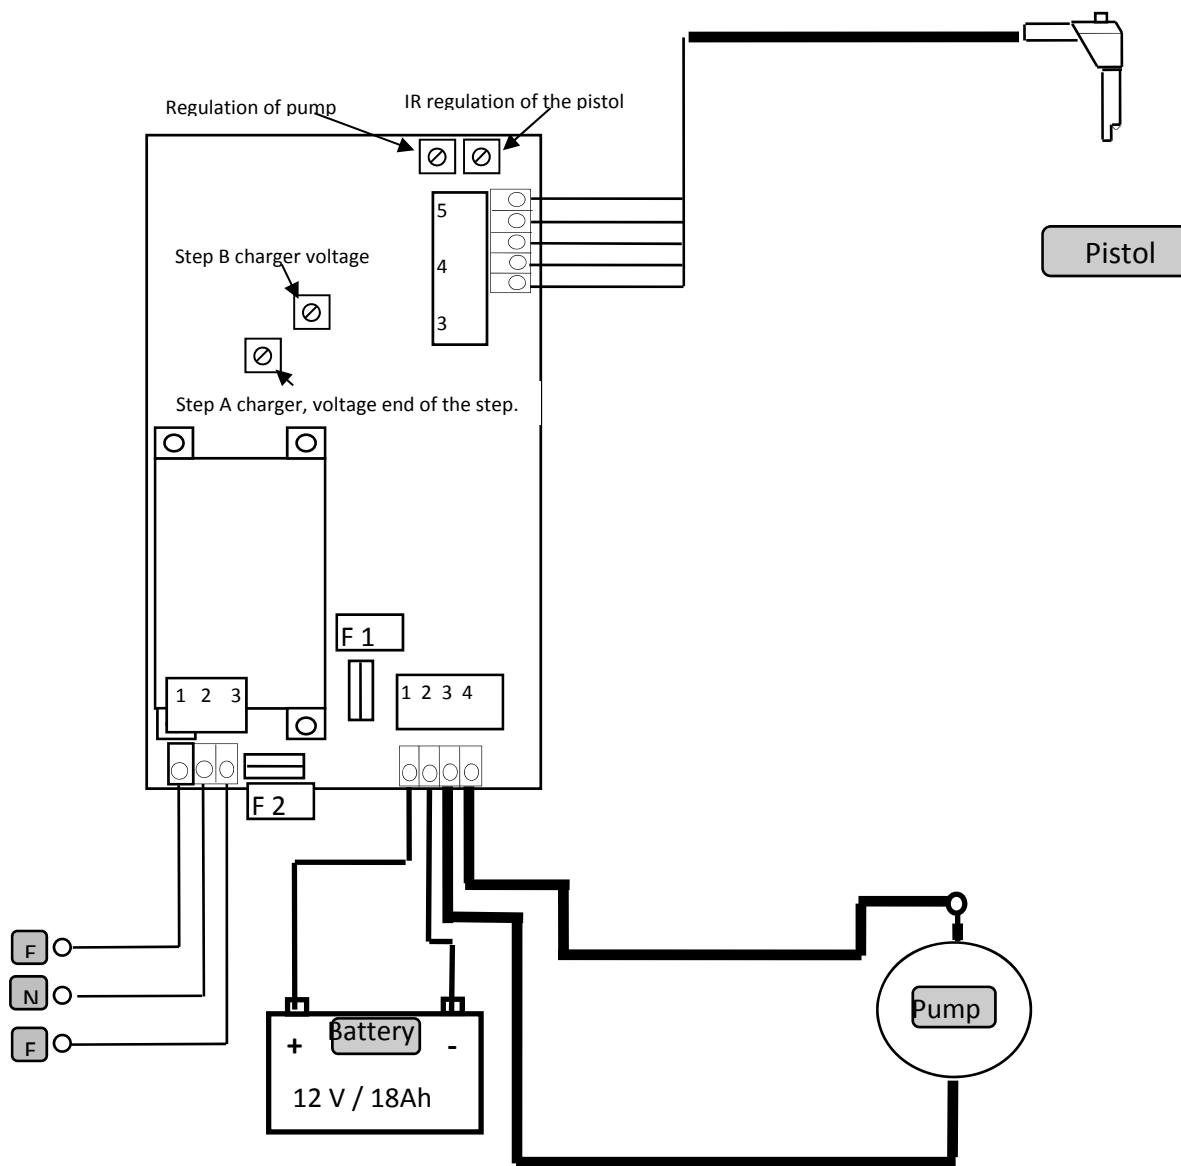 IR regulation of the pistol
Regulation of pump
5
Pistol
Step B charger voltage
4
3
Step A charger, voltage end of the step.
F 1
1 2 3
1 2 3 4
F 2
F
N
F
Battery
+ -
12 V / 18Ah
Pump